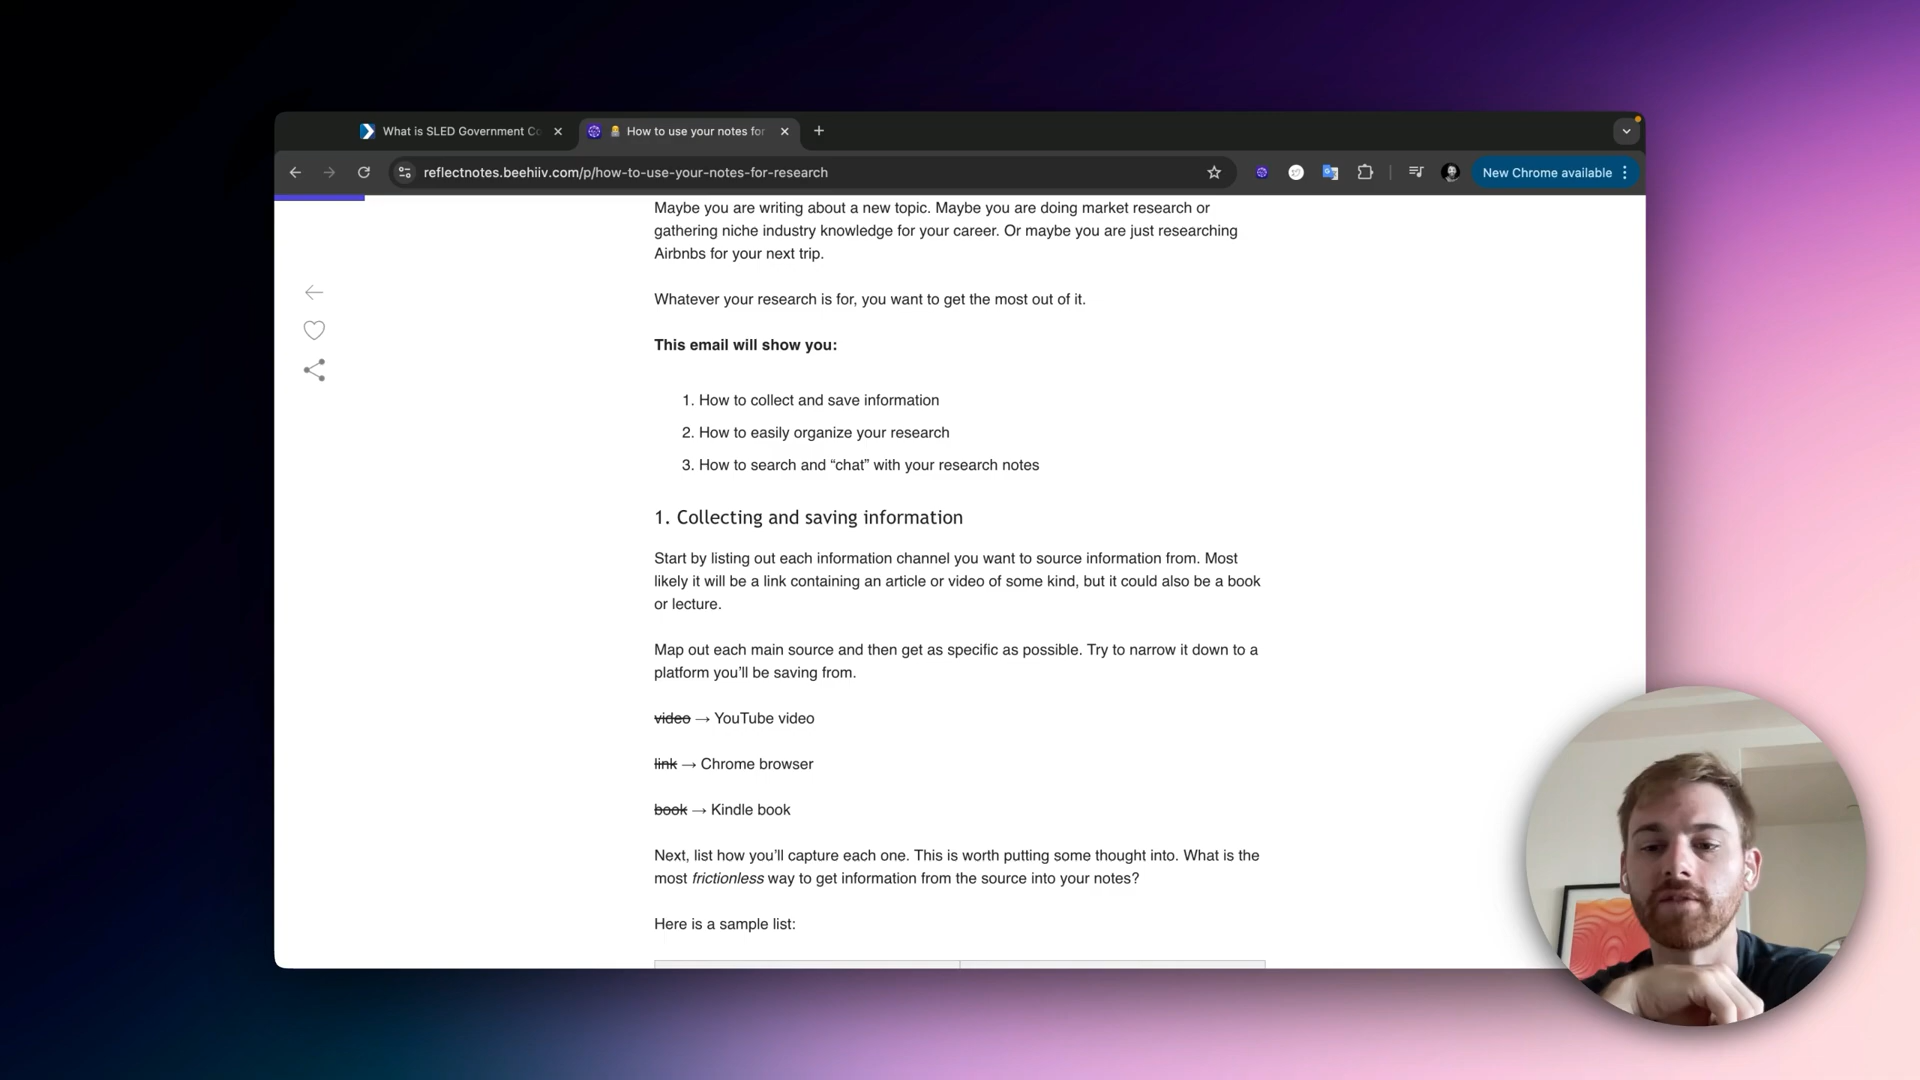 What is SLED Government Co
How to use your notes for
reflectnotes.beehiiv.com/p/how-to-use-your-notes-for-research
New Chrome available
Maybe you are writing about a new topic. Maybe you are doing market research or
gathering niche industry knowledge for your career. Or maybe you are just researching
Airbnbs for your next trip.
Whatever your research is for, you want to get the most out of it.
This email will show you:
1. How to collect and save information
2. How to easily organize your research
3. How to search and “chat” with your research notes
1. Collecting and saving information
Start by listing out each information channel you want to source information from. Most
likely it will be a link containing an article or video of some kind, but it could also be a book
or lecture.
Map out each main source and then get as specific as possible. Try to narrow it down to a
platform you’ll be saving from.
video → YouTube video
link → Chrome browser
book → Kindle book
Next, list how you’ll capture each one. This is worth putting some thought into. What is the
most frictionless way to get information from the source into your notes?
Here is a sample list: